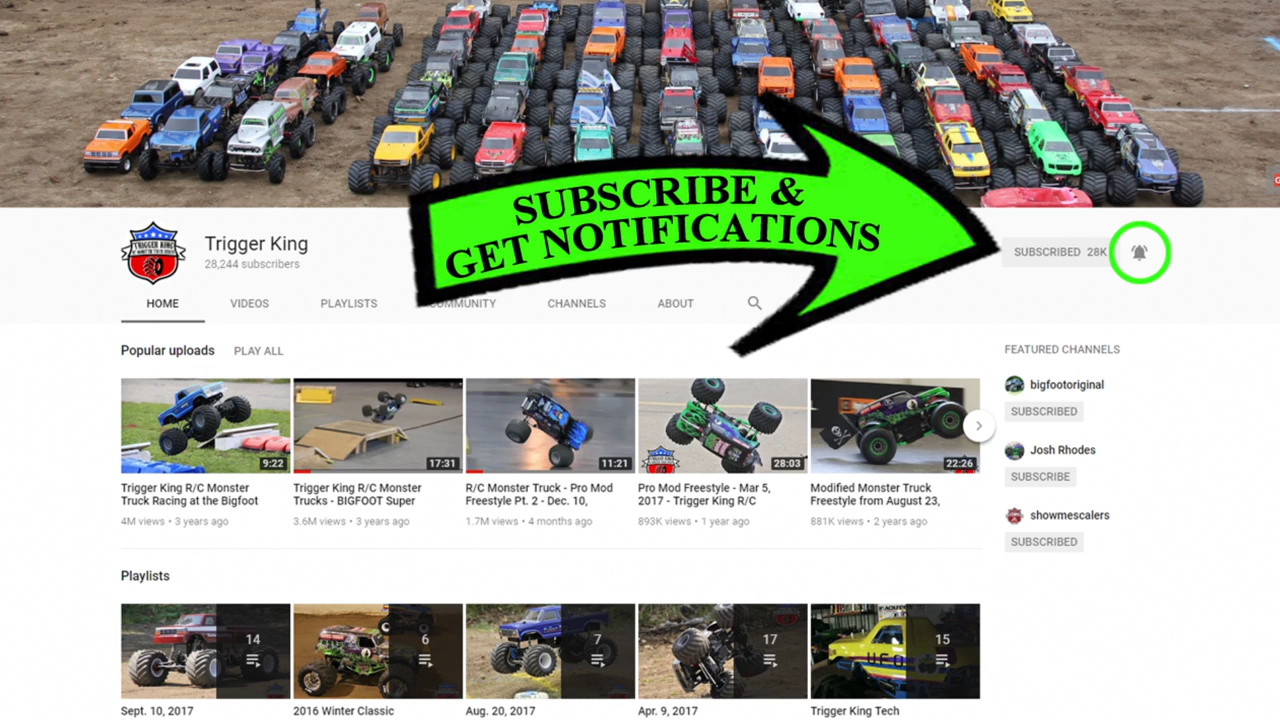 SUBSCRIBE &
GET NOTIFICATIONS
TRIGGER KING
Trigger King
28,244 subscribers
SUBSCRIBED 28K
HOME VIDEOS PLAYLISTS COMMUNITY CHANNELS ABOUT
Popular uploads PLAY ALL
9:22 17:31 11:21 28:03 22:26
Trigger King R/C Monster
Truck Racing at the Bigfoot
4M views • 3 years ago
Trigger King R/C Monster
Trucks - BIGFOOT Super
3.6M views • 3 years ago
R/C Monster Truck - Pro Mod
Freestyle Pt. 2 - Dec. 10,
1.7M views • 4 months ago
Pro Mod Freestyle - Mar 5,
2017 - Trigger King R/C
893K views • 1 year ago
Modified Monster Truck
Freestyle from August 23,
881K views • 2 years ago
FEATURED CHANNELS
bigfootoriginal
SUBSCRIBED
Josh Rhodes
SUBSCRIBE
showmescalers
SUBSCRIBED
Playlists
14 6 7 17 15
UFO
Sept. 10, 2017
2016 Winter Classic
Aug. 20, 2017
Apr. 9, 2017
Trigger King Tech